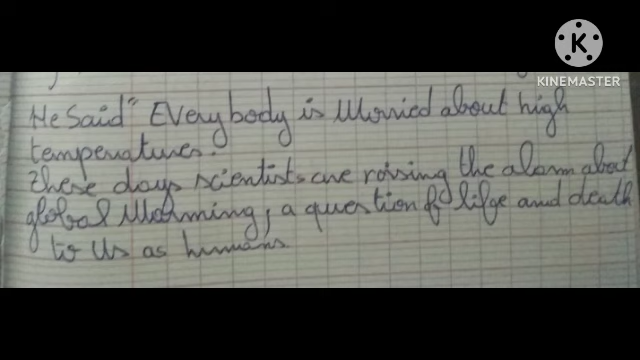 KINEMASTER
He Said " Everybody is Worried about high
temperatures.
these days scientists are raising the alarm about
global Warming, a question of life and death
to Us as humans